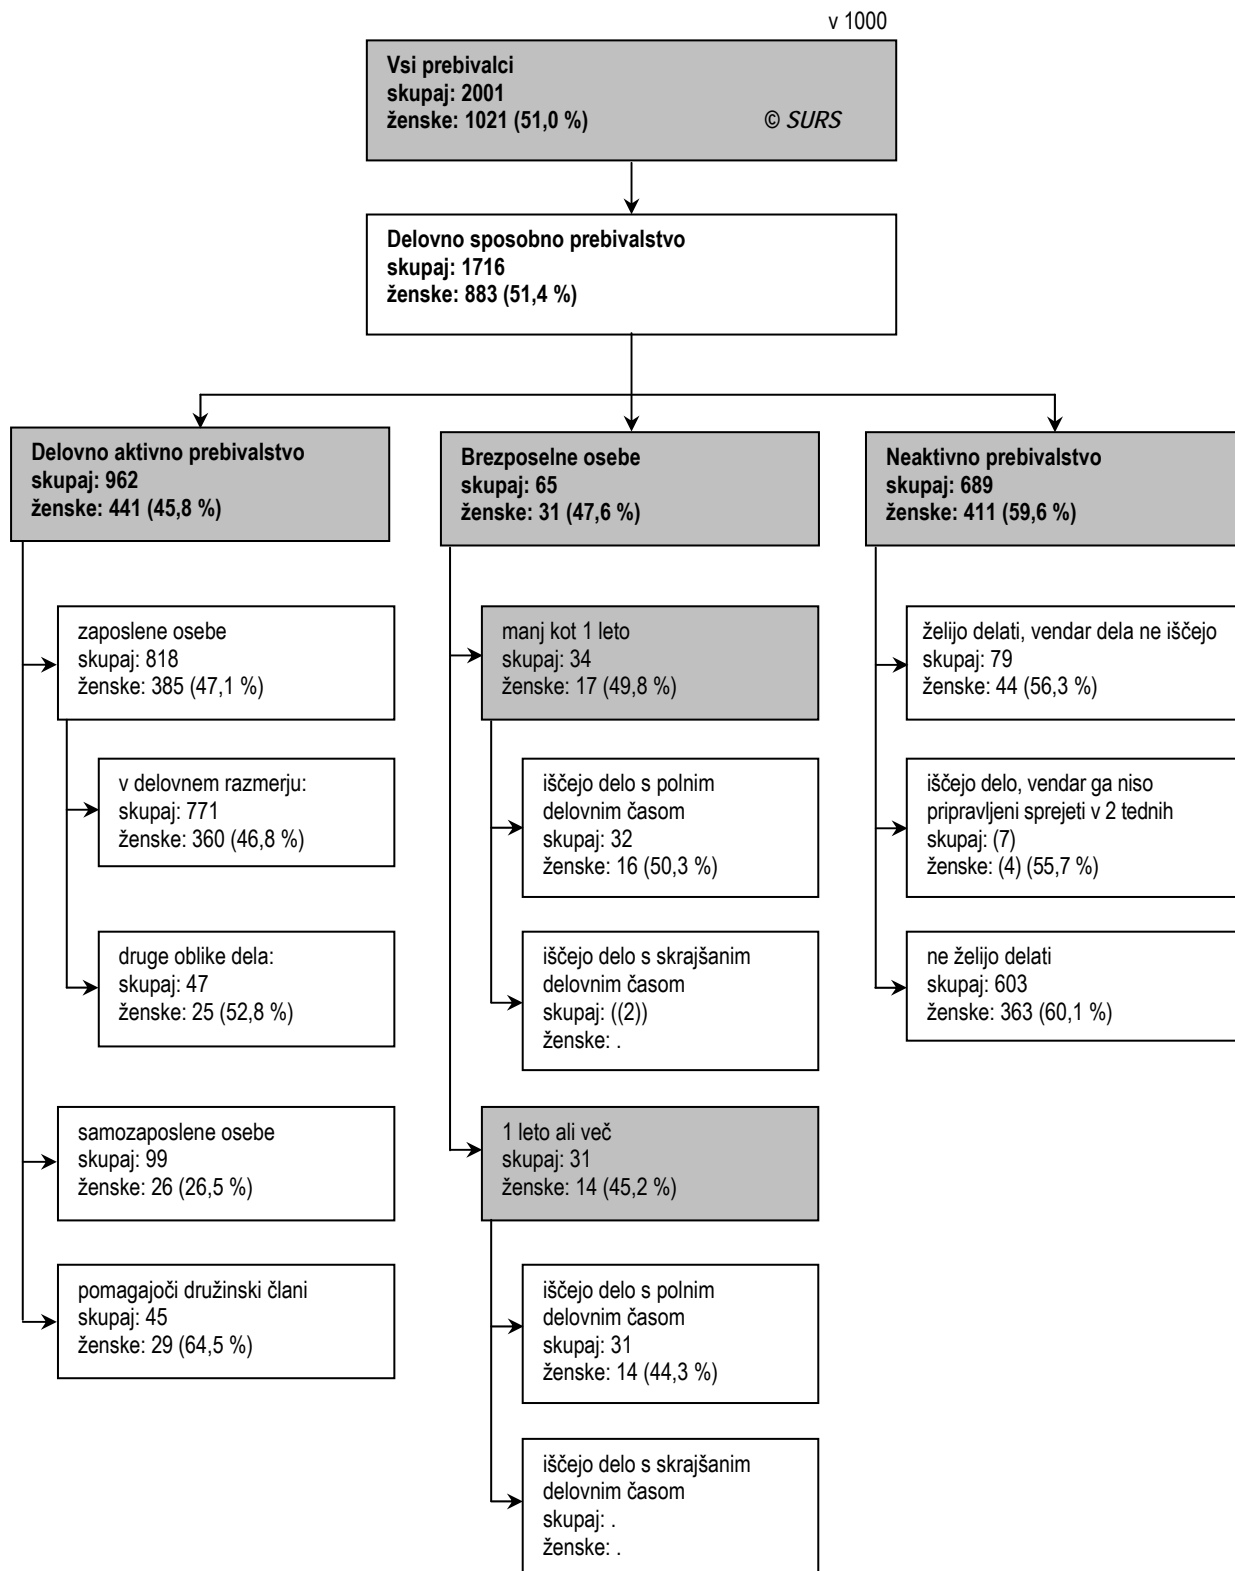 v 1000
Vsi prebivalci
skupaj: 2001
ženske: 1021 (51,0 %)
© SURS
Delovno sposobno prebivalstvo
skupaj: 1716
ženske: 883 (51,4 %)
Delovno aktivno prebivalstvo
skupaj: 962
ženske: 441 (45,8 %)
zaposlene osebe
skupaj: 818
ženske: 385 (47,1 %)
v delovnem razmerju:
skupaj: 771
ženske: 360 (46,8 %)
druge oblike dela:
skupaj: 47
ženske: 25 (52,8 %)
samozaposlene osebe
skupaj: 99
ženske: 26 (26,5 %)
pomagajoči družinski člani
skupaj: 45
ženske: 29 (64,5 %)
Brezposelne osebe
skupaj: 65
ženske: 31 (47,6 %)
manj kot 1 leto
skupaj: 34
ženske: 17 (49,8 %)
iščejo delo s polnim
delovnim časom
skupaj: 32
ženske: 16 (50,3 %)
iščejo delo s skrajšanim
delovnim časom
skupaj: ((2))
ženske: .
1 leto ali več
skupaj: 31
ženske: 14 (45,2 %)
iščejo delo s polnim
delovnim časom
skupaj: 31
ženske: 14 (44,3 %)
iščejo delo s skrajšanim
delovnim časom
skupaj: .
ženske: .
Neaktivno prebivalstvo
skupaj: 689
ženske: 411 (59,6 %)
želijo delati, vendar dela ne iščejo
skupaj: 79
ženske: 44 (56,3 %)
iščejo delo, vendar ga niso
pripravljeni sprejeti v 2 tednih
skupaj: (7)
ženske: (4) (55,7 %)
ne želijo delati
skupaj: 603
ženske: 363 (60,1 %)